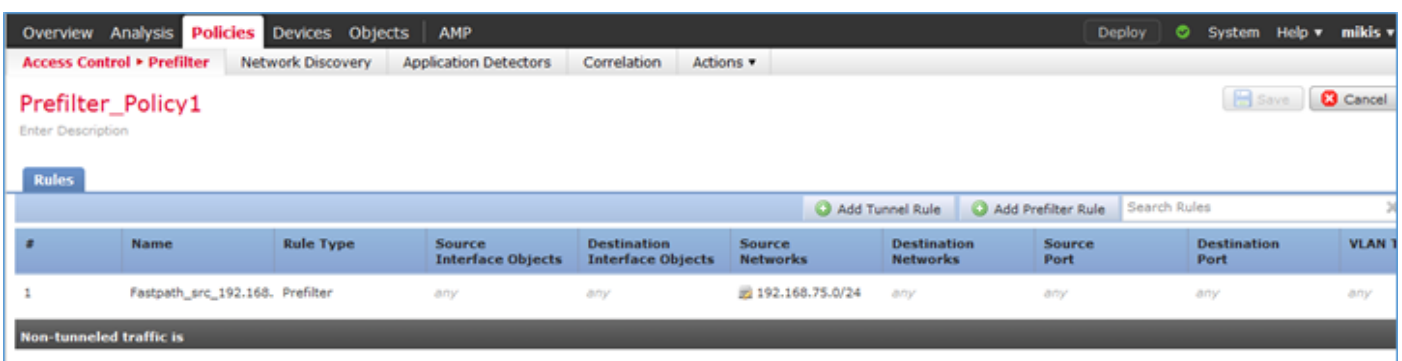 Overview Analysis Policies Devices Objects AMP Deploy System Help ▾ mikis ▾
Access Control ▸ Prefilter Network Discovery Application Detectors Correlation Actions ▾
Prefilter_Policy1 Save Cancel
Enter Description
Rules
Add Tunnel Rule Add Prefilter Rule Search Rules
# Name Rule Type Source Interface Objects Destination Interface Objects Source Networks Destination Networks Source Port Destination Port VLAN T
1 Fastpath_src_192.168. Prefilter any any 192.168.75.0/24 any any any any
Non-tunneled traffic is